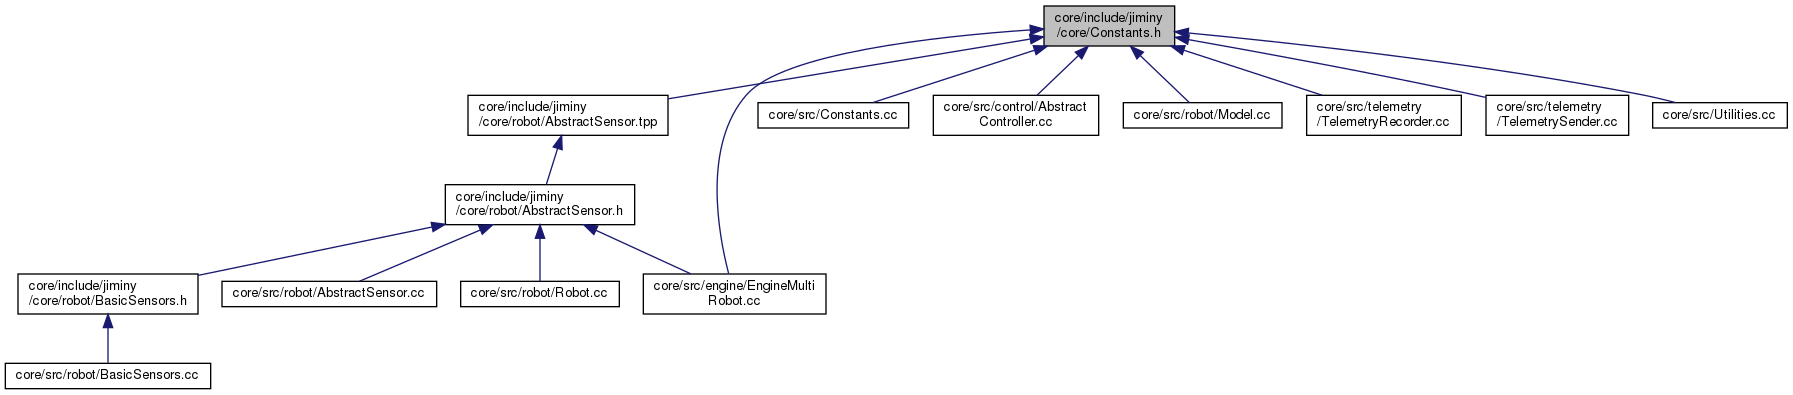 core/include/jiminy
/core/Constants.h
core/include/jiminy
/core/robot/AbstractSensor.tpp
core/src/Constants.cc
core/src/control/Abstract
Controller.cc
core/src/robot/Model.cc
core/src/telemetry
/TelemetryRecorder.cc
core/src/telemetry
/TelemetrySender.cc
core/src/Utilities.cc
core/include/jiminy
/core/robot/AbstractSensor.h
core/include/jiminy
/core/robot/BasicSensors.h
core/src/robot/AbstractSensor.cc
core/src/robot/Robot.cc
core/src/engine/EngineMulti
Robot.cc
core/src/robot/BasicSensors.cc